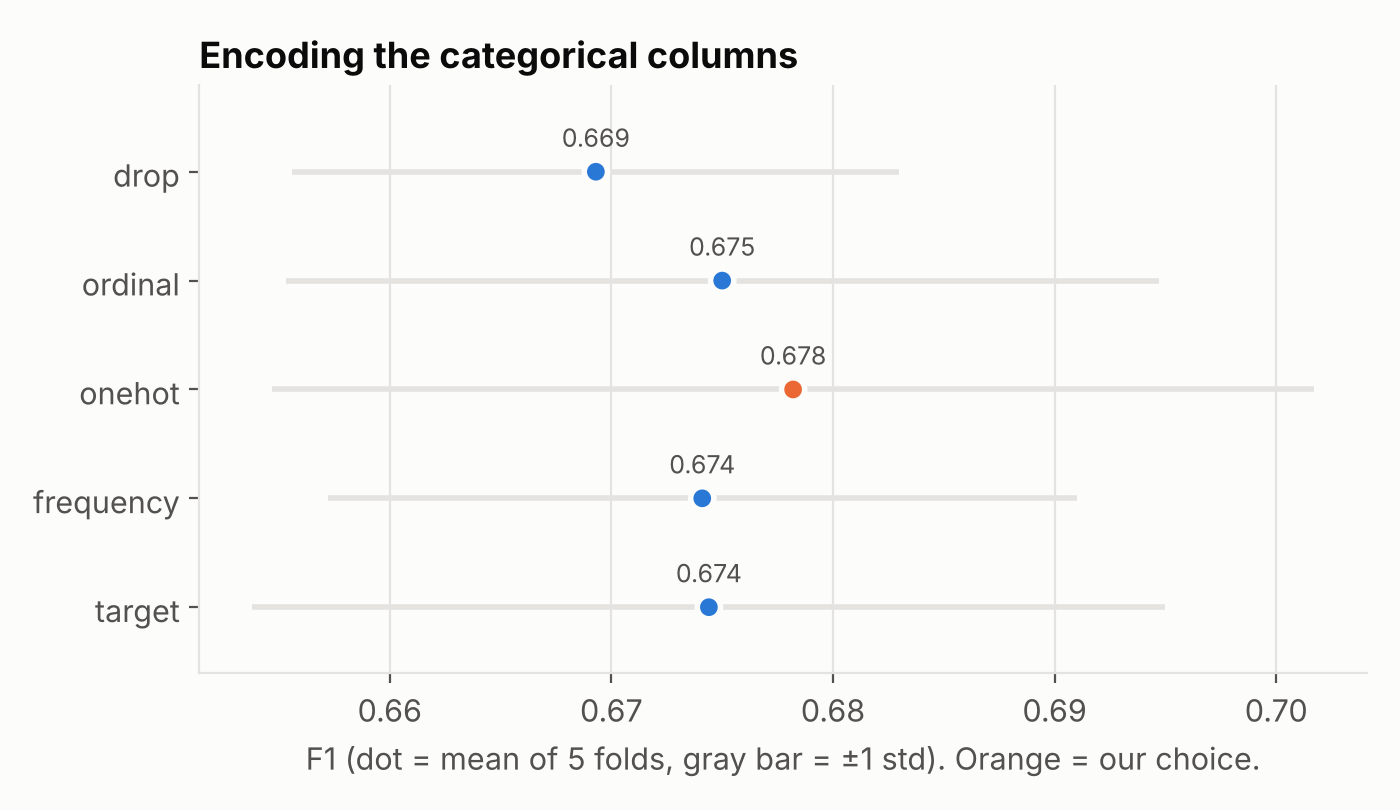 Encoding the categorical columns
0.669
drop
0.675
ordinal
0.678
onehot
0.674
frequency
0.674
target
0.66 0.67 0.68 0.69 0.70
F1 (dot = mean of 5 folds, gray bar = ±1 std). Orange = our choice.